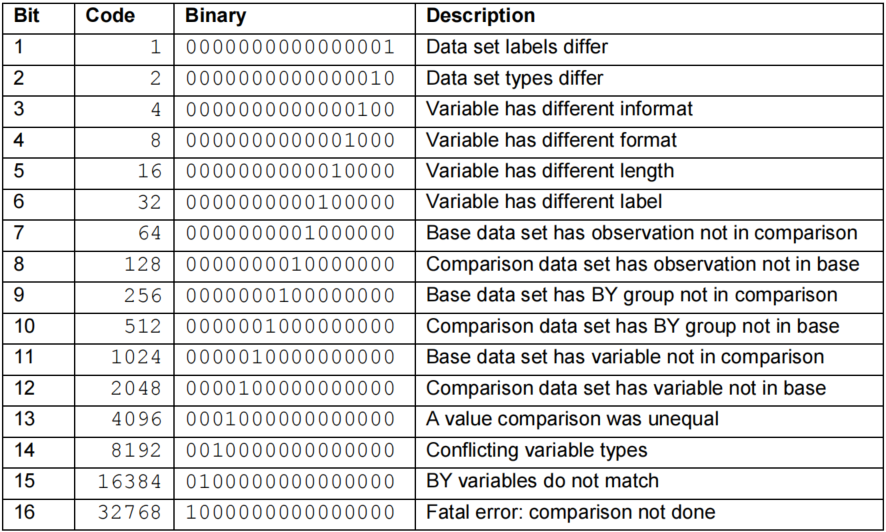 Bit Code Binary Description
1 1 0000000000000001 Data set labels differ
2 2 0000000000000010 Data set types differ
3 4 0000000000000100 Variable has different informat
4 8 0000000000001000 Variable has different format
5 16 0000000000010000 Variable has different length
6 32 0000000000100000 Variable has different label
7 64 0000000001000000 Base data set has observation not in comparison
8 128 0000000010000000 Comparison data set has observation not in base
9 256 0000000100000000 Base data set has BY group not in comparison
10 512 0000001000000000 Comparison data set has BY group not in base
11 1024 0000010000000000 Base data set has variable not in comparison
12 2048 0000100000000000 Comparison data set has variable not in base
13 4096 0001000000000000 A value comparison was unequal
14 8192 0010000000000000 Conflicting variable types
15 16384 0100000000000000 BY variables do not match
16 32768 1000000000000000 Fatal error: comparison not done